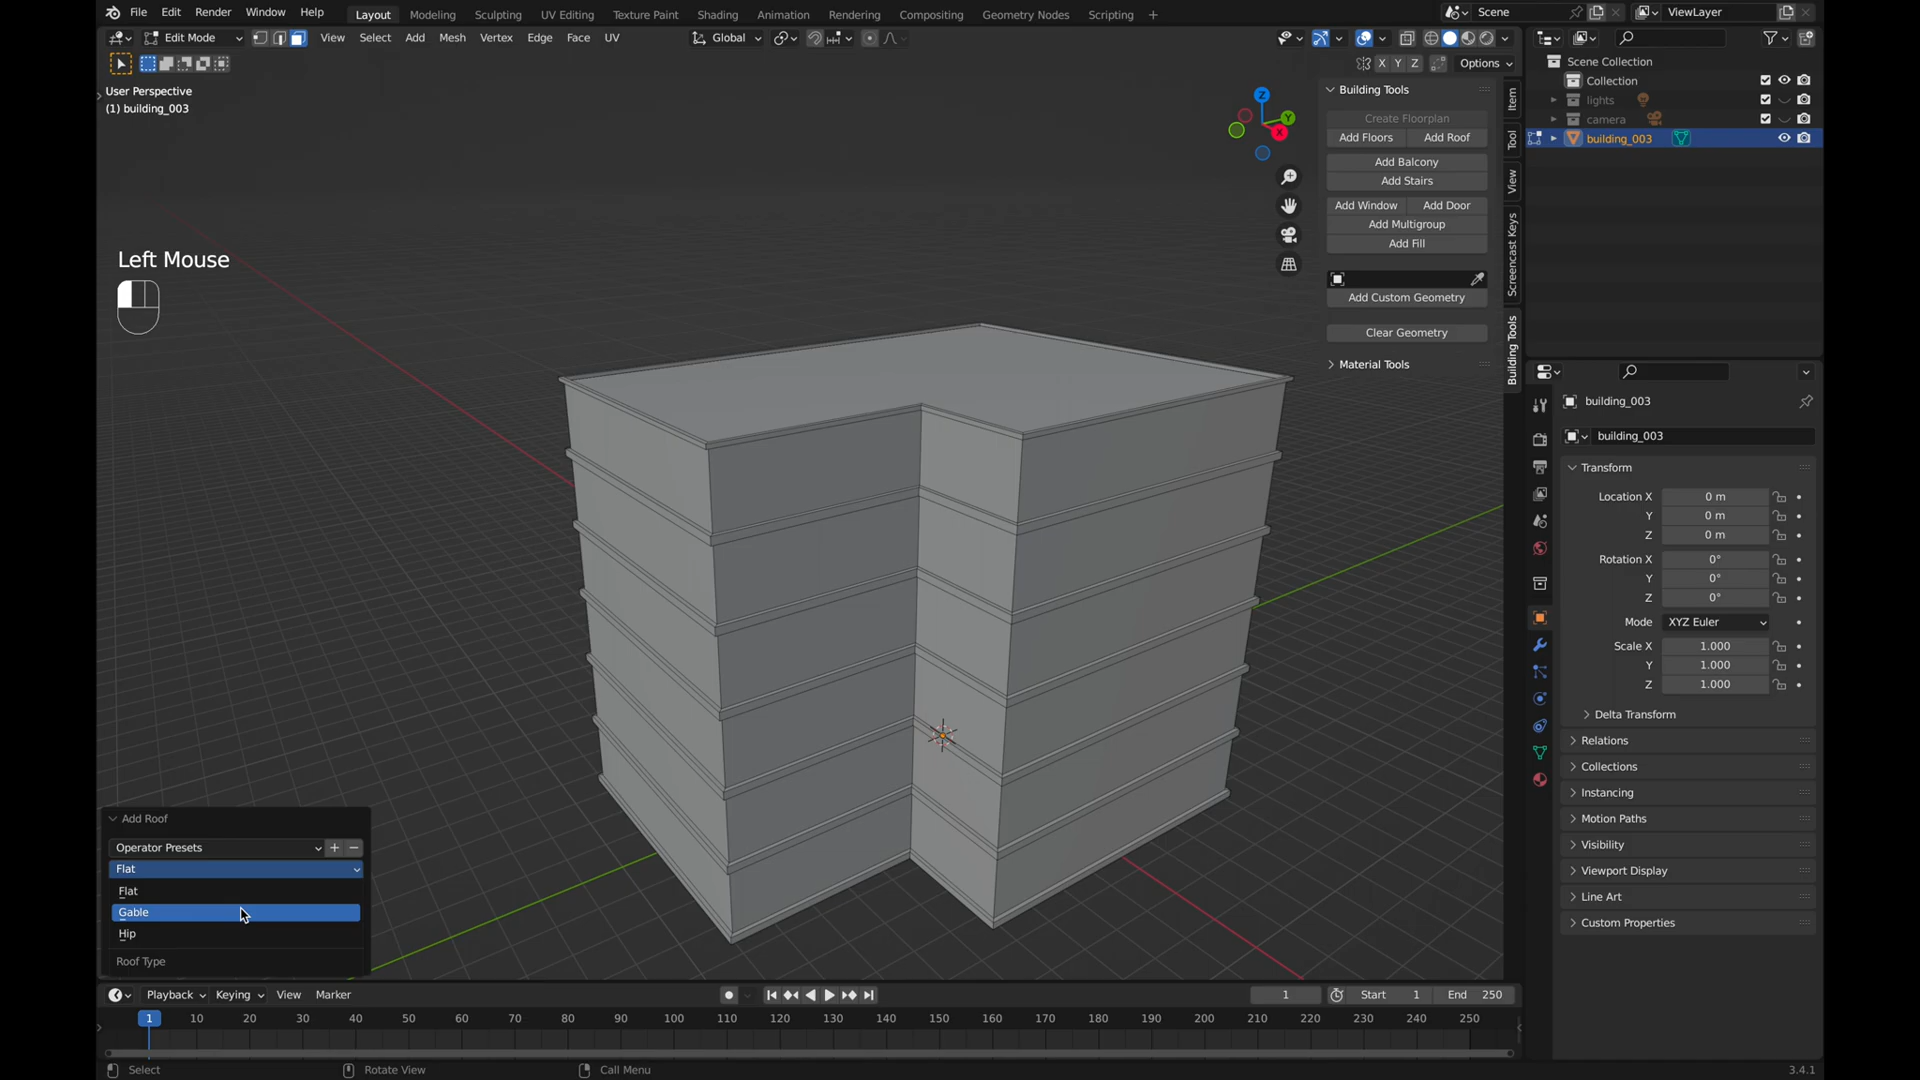 File Edit Render Window Help Layout Modeling Sculpting UV Editing Texture Paint Shading Animation Rendering Compositing Geometry Nodes Scripting + Scene ViewLayer
Edit Mode View Select Add Mesh Vertex Edge Face UV Global
X Y Z Options
User Perspective
(1) building_003
Left Mouse
Z
Y
X
Building Tools
Create Floorplan
Add Floors Add Roof
Add Balcony
Add Stairs
Add Window Add Door
Add Multigroup
Add Fill
Add Custom Geometry
Clear Geometry
Material Tools
Item
Tool
View
Screencast Keys
Building Tools
Scene Collection
Collection
lights
camera
building_003
building_003
building_003
Transform
Location X 0 m
Y 0 m
Z 0 m
Rotation X 0°
Y 0°
Z 0°
Mode XYZ Euler
Scale X 1.000
Y 1.000
Z 1.000
Delta Transform
Relations
Collections
Instancing
Motion Paths
Visibility
Viewport Display
Line Art
Custom Properties
Add Roof
Operator Presets + −
Flat
Flat
Gable
Hip
Roof Type
Playback Keying View Marker 1 Start 1 End 250
1 10 20 30 40 50 60 70 80 90 100 110 120 130 140 150 160 170 180 190 200 210 220 230 240 250
Select Rotate View Call Menu 3.4.1